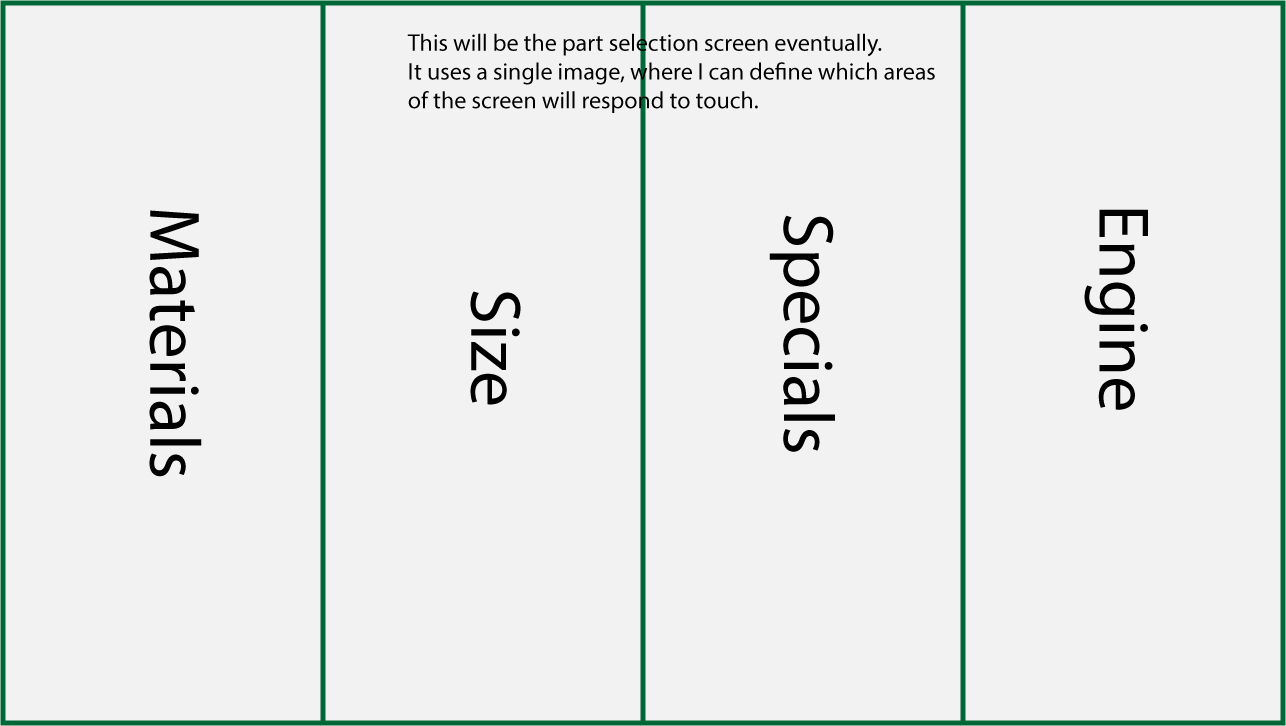 This will be the part selection screen eventually.
It uses a single image, where I can define which areas
of the screen will respond to touch.
Materials
Size
Specials
Engine